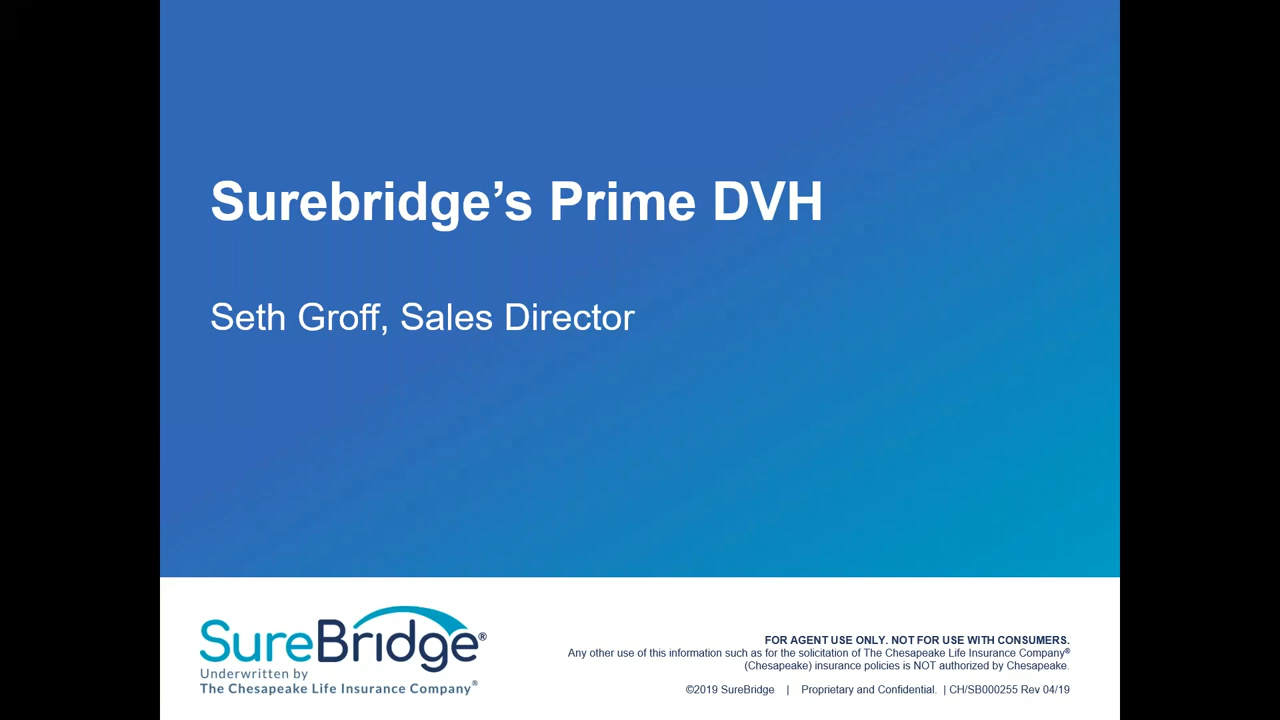 Surebridge’s Prime DVH
Seth Groff, Sales Director
SureBridge®
Underwritten by
The Chesapeake Life Insurance Company®
FOR AGENT USE ONLY. NOT FOR USE WITH CONSUMERS.
Any other use of this information such as for the solicitation of The Chesapeake Life Insurance Company®
(Chesapeake) insurance policies is NOT authorized by Chesapeake.
©2019 SureBridge | Proprietary and Confidential. | CH/SB000255 Rev 04/19